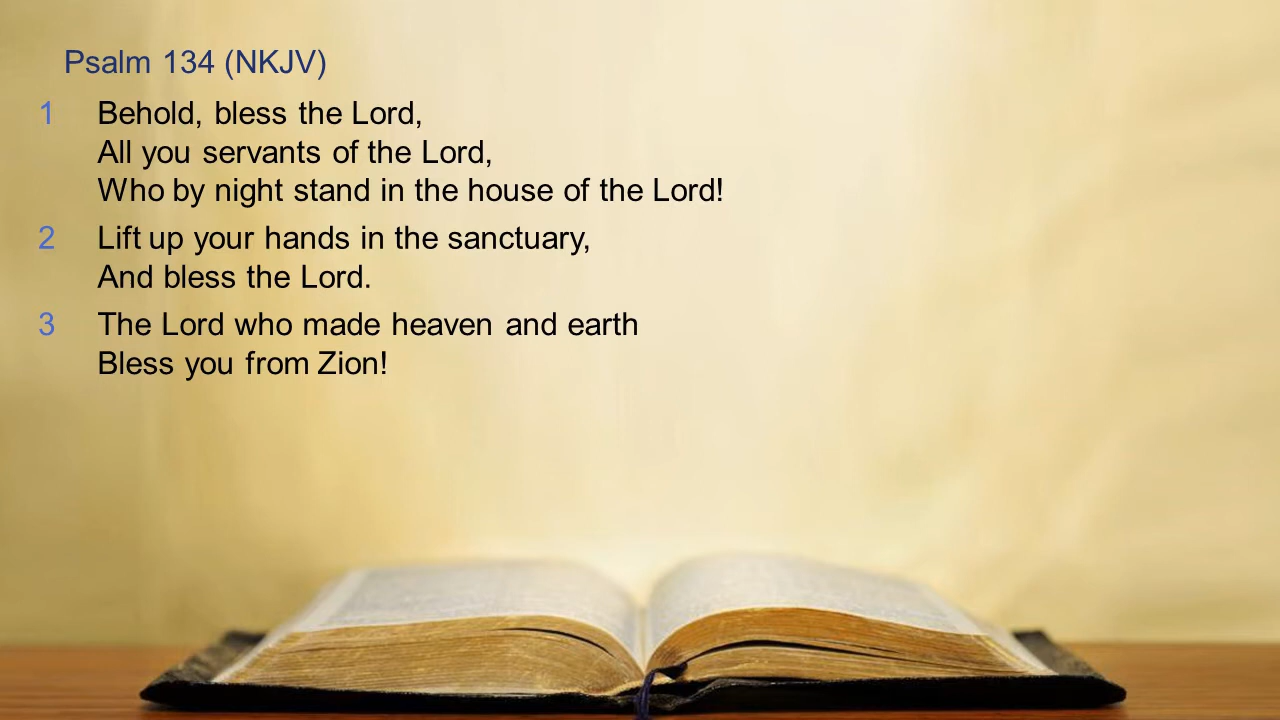 Psalm 134 (NKJV)
1 Behold, bless the Lord,
All you servants of the Lord,
Who by night stand in the house of the Lord!
2 Lift up your hands in the sanctuary,
And bless the Lord.
3 The Lord who made heaven and earth
Bless you from Zion!